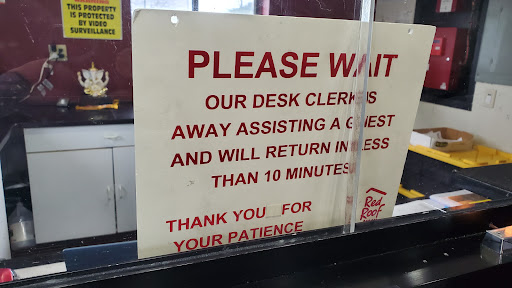 THIS PROPERTY
IS PROTECTED
BY VIDEO
SURVEILLANCE
PLEASE WAIT
OUR DESK CLERK IS
AWAY ASSISTING A GUEST
AND WILL RETURN IN LESS
THAN 10 MINUTES
THANK YOU FOR
YOUR PATIENCE
Red
Roof